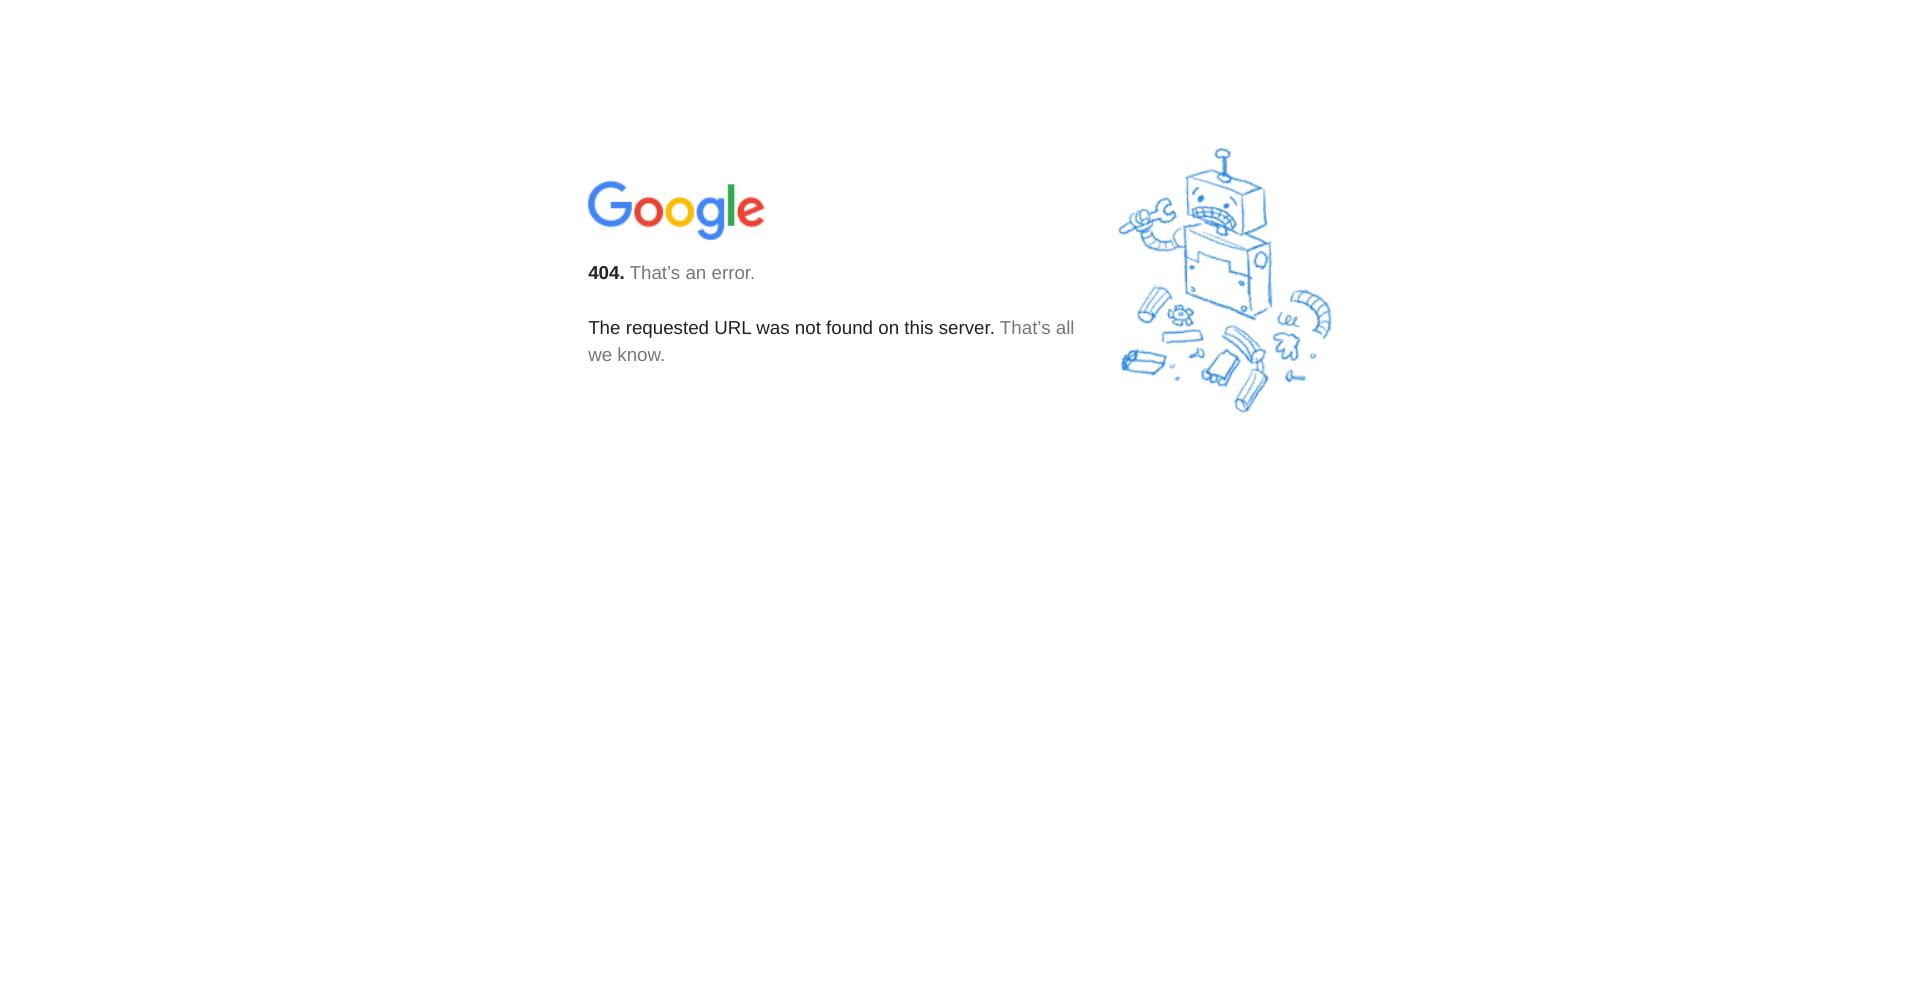 Google
404. That’s an error.
The requested URL was not found on this server. That’s all
we know.